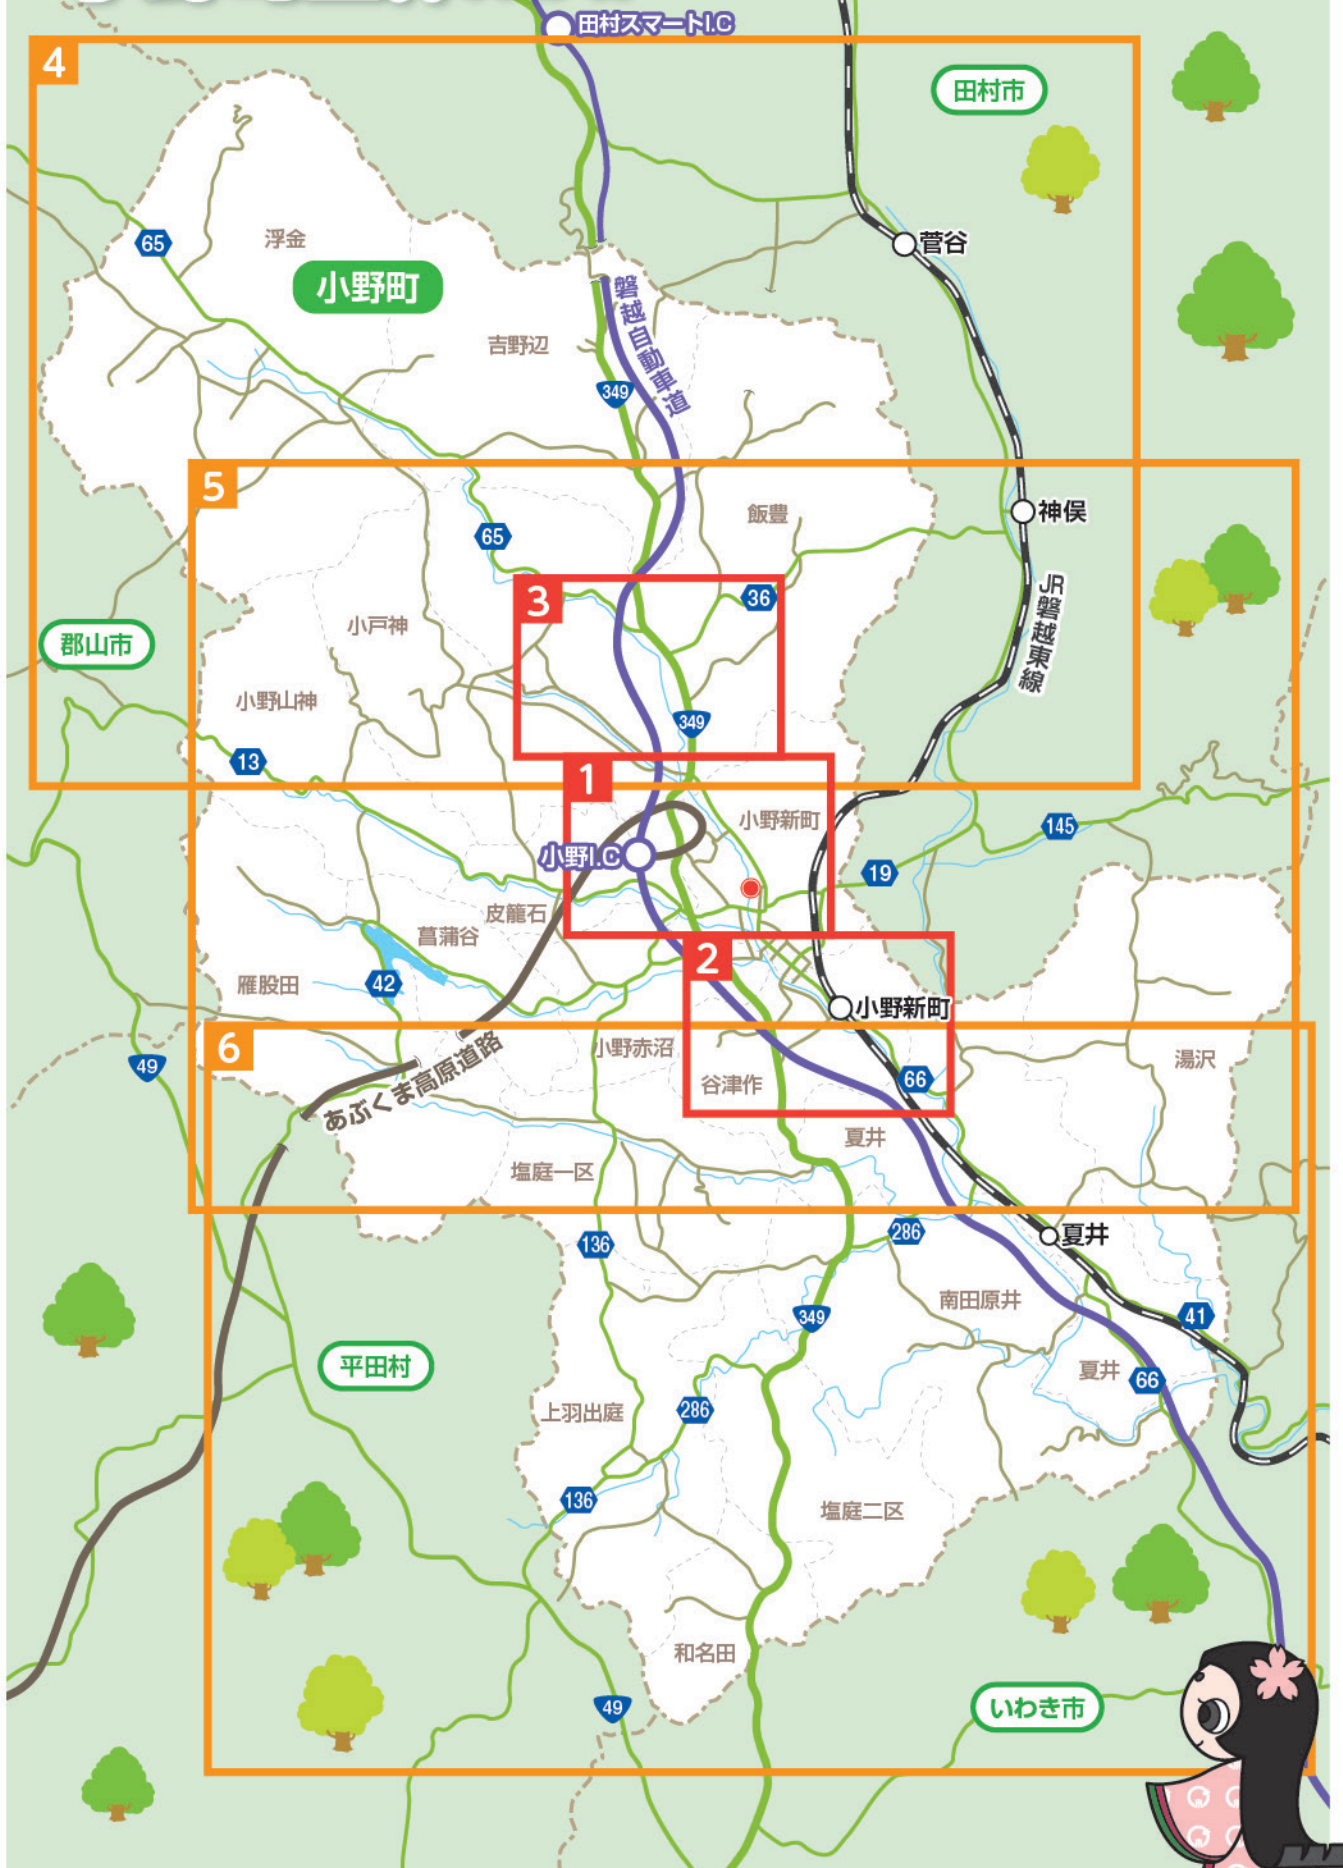 田村スマートI.C
4
田村市
65
浮金
菅谷
小野町
磐越自動車道
吉野辺
349
5
飯豊
神俣
65
3
36
JR磐越東線
小戸神
郡山市
小野山神
349
13
1
小野新町
145
小野I.C
19
皮籠石
菖蒲谷
2
雁股田
42
小野新町
6
小野赤沼
49
あぶくま高原道路
谷津作
66
湯沢
夏井
塩庭一区
286
夏井
136
南田原井
349
41
平田村
夏井
66
上羽出庭
286
136
塩庭二区
和名田
49
いわき市